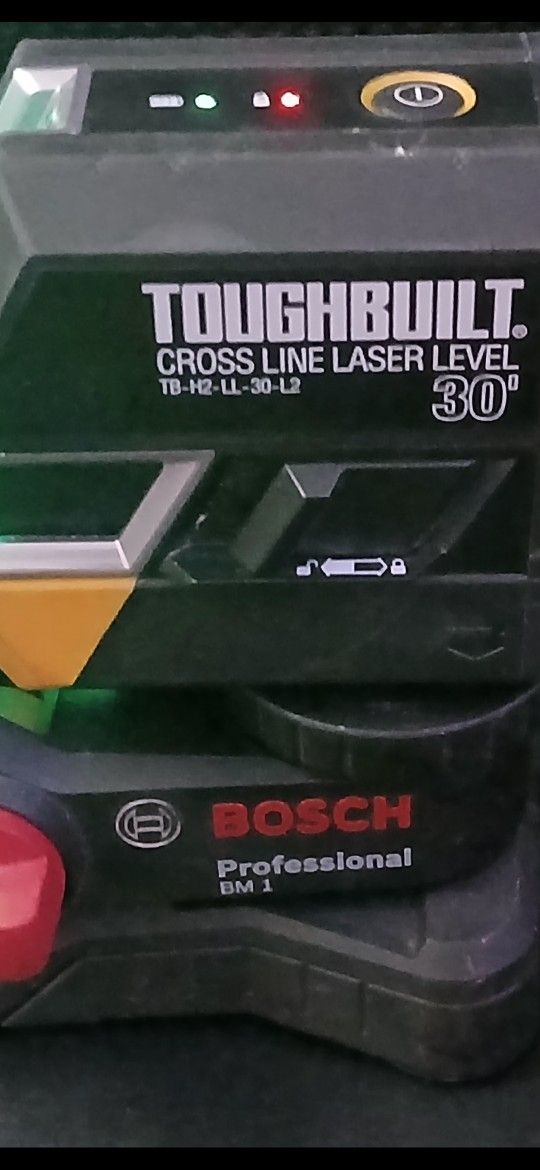 TOUGHBUILT®
CROSS LINE LASER LEVEL
TB-H2-LL-30-L2
30'
BOSCH
Professional
BM 1